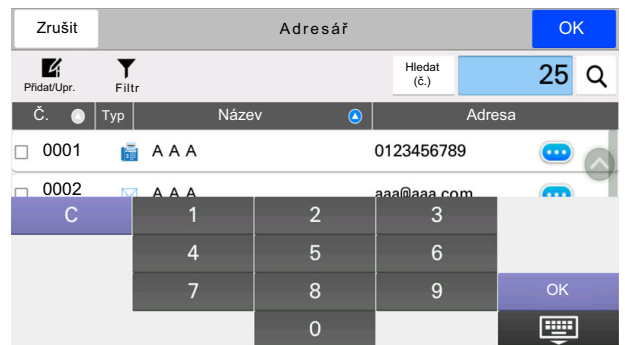 Zrušit Adresář OK
Přidat/Upr. Filtr Hledat (č.) 25
Č. Typ Název Adresa
0001 A A A 0123456789
0002 A A A aaa@aaa.com
C 1 2 3
4 5 6
7 8 9 OK
0